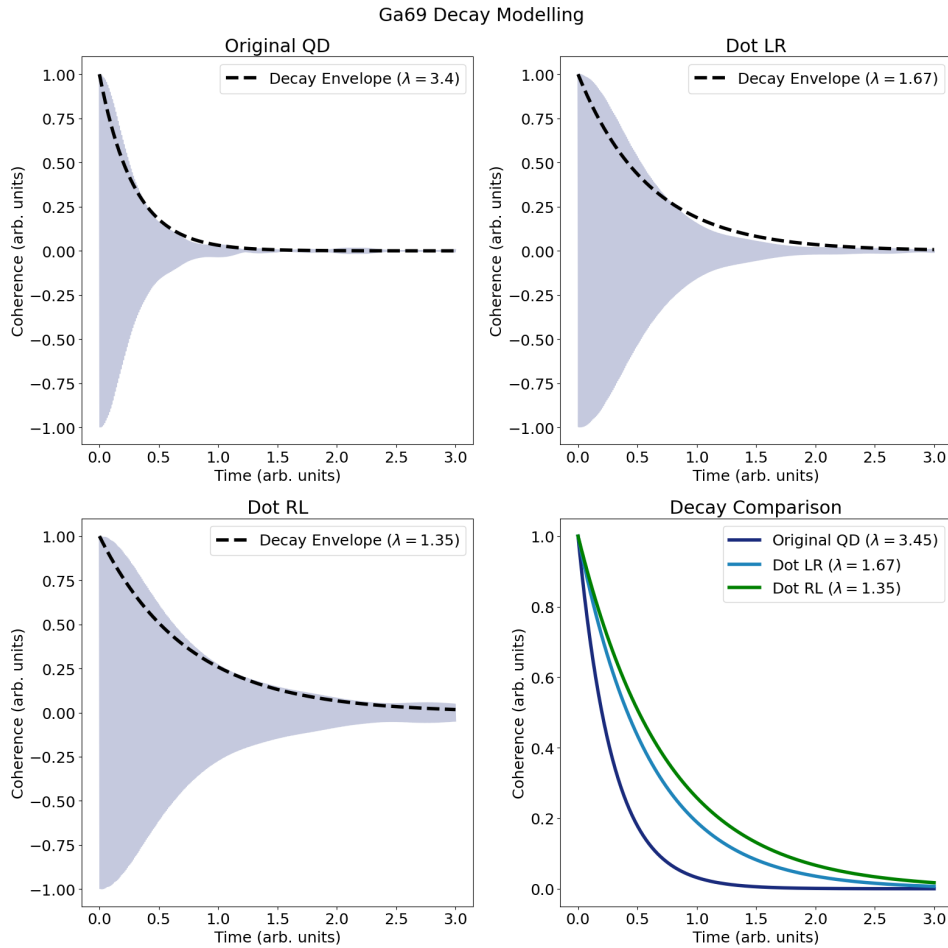 Ga69 Decay Modelling
Original QD
Decay Envelope (λ = 3.4)
Coherence (arb. units)
1.00
0.75
0.50
0.25
0.00
−0.25
−0.50
−0.75
−1.00
0.0 0.5 1.0 1.5 2.0 2.5 3.0
Time (arb. units)
Dot LR
Decay Envelope (λ = 1.67)
Coherence (arb. units)
1.00
0.75
0.50
0.25
0.00
−0.25
−0.50
−0.75
−1.00
0.0 0.5 1.0 1.5 2.0 2.5 3.0
Time (arb. units)
Dot RL
Decay Envelope (λ = 1.35)
Coherence (arb. units)
1.00
0.75
0.50
0.25
0.00
−0.25
−0.50
−0.75
−1.00
0.0 0.5 1.0 1.5 2.0 2.5 3.0
Time (arb. units)
Decay Comparison
Original QD (λ = 3.45)
Dot LR (λ = 1.67)
Dot RL (λ = 1.35)
Coherence (arb. units)
1.0
0.8
0.6
0.4
0.2
0.0
0.0 0.5 1.0 1.5 2.0 2.5 3.0
Time (arb. units)